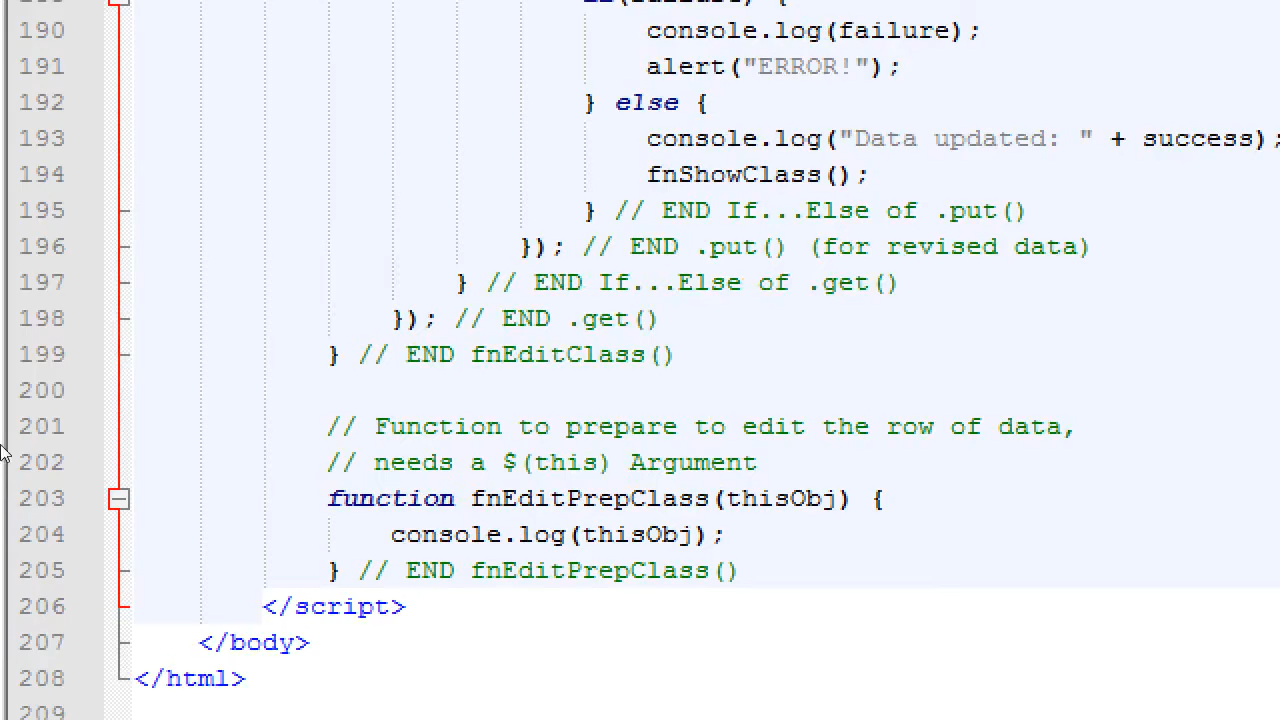 if(failure) {
190 console.log(failure);
191 alert("ERROR!");
192 } else {
193 console.log("Data updated: " + success);
194 fnShowClass();
195 } // END If...Else of .put()
196 }); // END .put() (for revised data)
197 } // END If...Else of .get()
198 }); // END .get()
199 } // END fnEditClass()
200
201 // Function to prepare to edit the row of data,
202 // needs a $(this) Argument
203 function fnEditPrepClass(thisObj) {
204 console.log(thisObj);
205 } // END fnEditPrepClass()
206 </script>
207 </body>
208 </html>
209